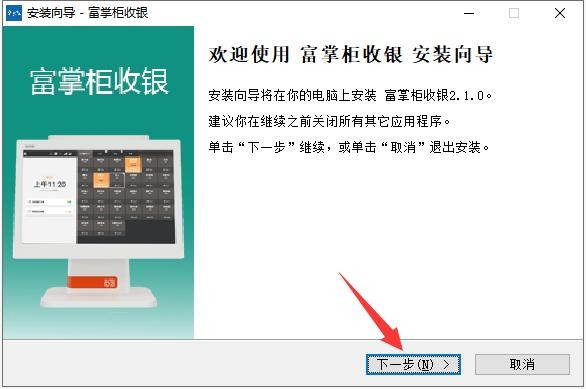 安装向导 - 富掌柜收银
富掌柜收银
上午11:26
欢迎使用 富掌柜收银 安装向导
安装向导将在你的电脑上安装 富掌柜收银2.1.0。
建议你在继续之前关闭所有其它应用程序。
单击“下一步”继续，或单击“取消”退出安装。
下一步(N) >
取消